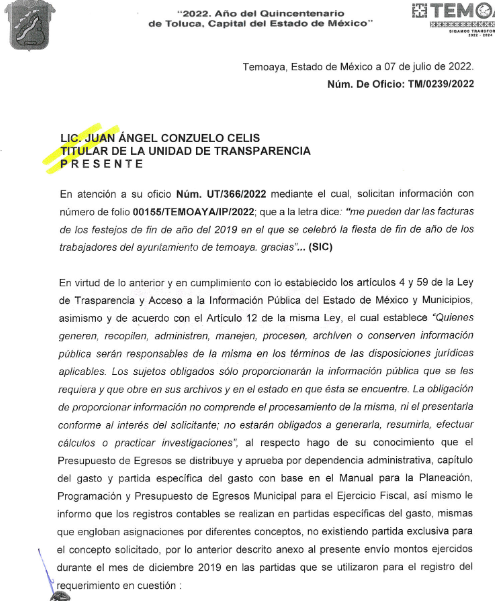 "2022. Año del Quincentenario
de Toluca, Capital del Estado de México"
TEMOA
Temoaya, Estado de México a 07 de julio de 2022.
Núm. De Oficio: TM/0239/2022
LIC. JUAN ÁNGEL CONZUELO CELIS
TITULAR DE LA UNIDAD DE TRANSPARENCIA
P R E S E N T E
En atención a su oficio Núm. UT/366/2022 mediante el cual, solicitan información con
número de folio 00155/TEMOAYA/IP/2022; que a la letra dice: "me pueden dar las facturas
de los festejos de fin de año del 2019 en el que se celebró la fiesta de fin de año de los
trabajadores del ayuntamiento de temoaya. gracias"... (SIC)
En virtud de lo anterior y en cumplimiento con lo establecido los artículos 4 y 59 de la Ley
de Trasparencia y Acceso a la Información Pública del Estado de México y Municipios,
asimismo y de acuerdo con el Artículo 12 de la misma Ley, el cual establece "Quienes
generen, recopilen, administren, manejen, procesen, archiven o conserven información
pública serán responsables de la misma en los términos de las disposiciones jurídicas
aplicables. Los sujetos obligados sólo proporcionarán la información pública que se les
requiera y que obre en sus archivos y en el estado en que ésta se encuentre. La obligación
de proporcionar información no comprende el procesamiento de la misma, ni el presentarla
conforme al interés del solicitante; no estarán obligados a generarla, resumirla, efectuar
cálculos o practicar investigaciones", al respecto hago de su conocimiento que el
Presupuesto de Egresos se distribuye y aprueba por dependencia administrativa, capítulo
del gasto y partida específica del gasto con base en el Manual para la Planeación,
Programación y Presupuesto de Egresos Municipal para el Ejercicio Fiscal, así mismo le
informo que los registros contables se realizan en partidas específicas del gasto, mismas
que engloban asignaciones por diferentes conceptos, no existiendo partida exclusiva para
el concepto solicitado, por lo anterior descrito anexo al presente envío montos ejercidos
durante el mes de diciembre 2019 en las partidas que se utilizaron para el registro del
requerimiento en cuestión :